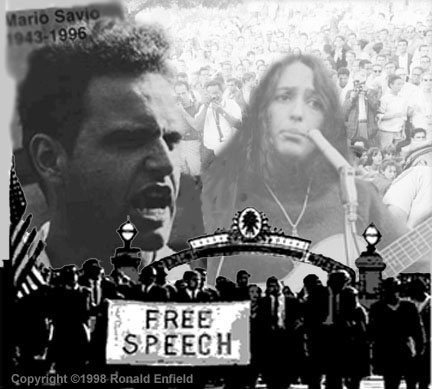 Mario Savio
1943-1996
FREE
SPEECH
Copyright ©1998 Ronald Enfield